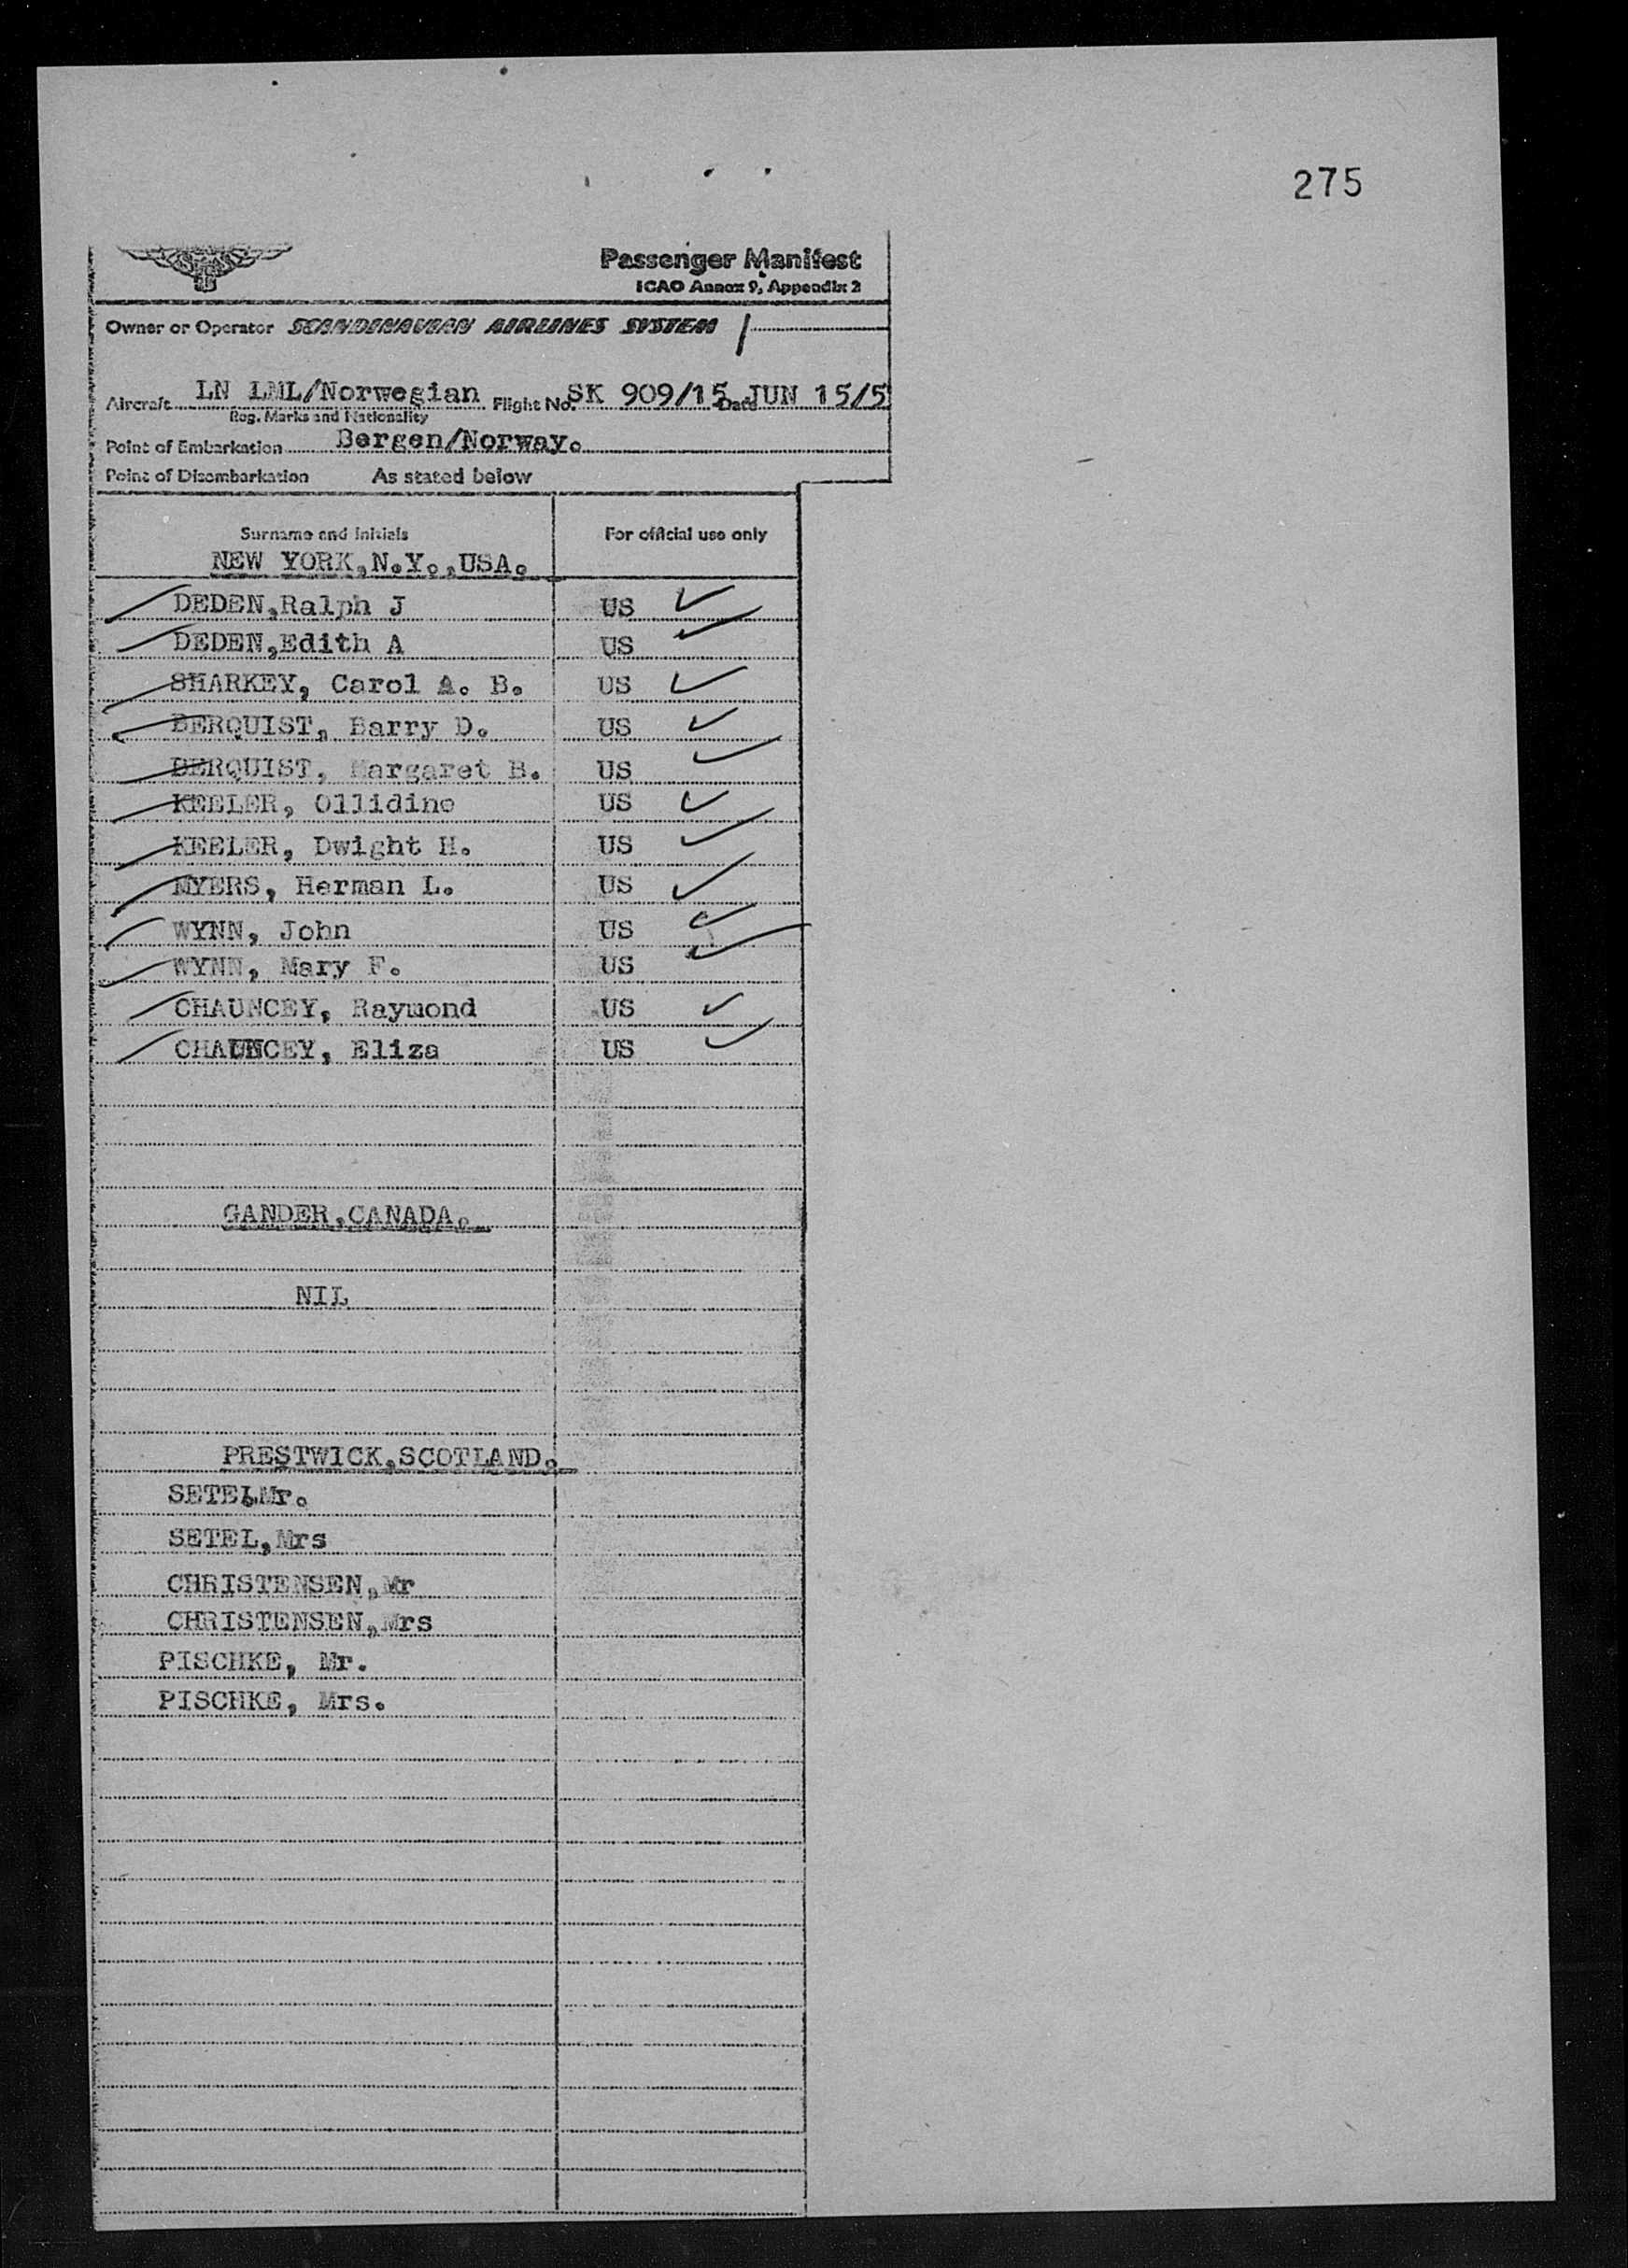 275
Passenger Manifest
ICAO Annex 9, Appendix 2
Owner or Operator SCANDINAVIAN AIRLINES SYSTEM
Aircraft LN LML/Norwegian Flight No. SK 909/15 Date JUN 15/5
Reg. Marks and Nationality
Point of Embarkation Bergen/Norway.
Point of Disembarkation As stated below
Surname and Initials For official use only
NEW YORK,N.Y.,USA.
DEDEN,Ralph J US
DEDEN,Edith A US
SHARKEY, Carol A. B. US
BERQUIST, Barry D. US
BERQUIST, Margaret B. US
KEELER, Ollidine US
KEELER, Dwight H. US
MYERS, Herman L. US
WYNN, John US
WYNN, Mary F. US
CHAUNCEY, Raymond US
CHAUNCEY, Eliza US
GANDER,CANADA.
NIL
PRESTWICK,SCOTLAND.
SETEL,Mr.
SETEL,Mrs
CHRISTENSEN,Mr
CHRISTENSEN,Mrs
PISCHKE, Mr.
PISCHKE, Mrs.